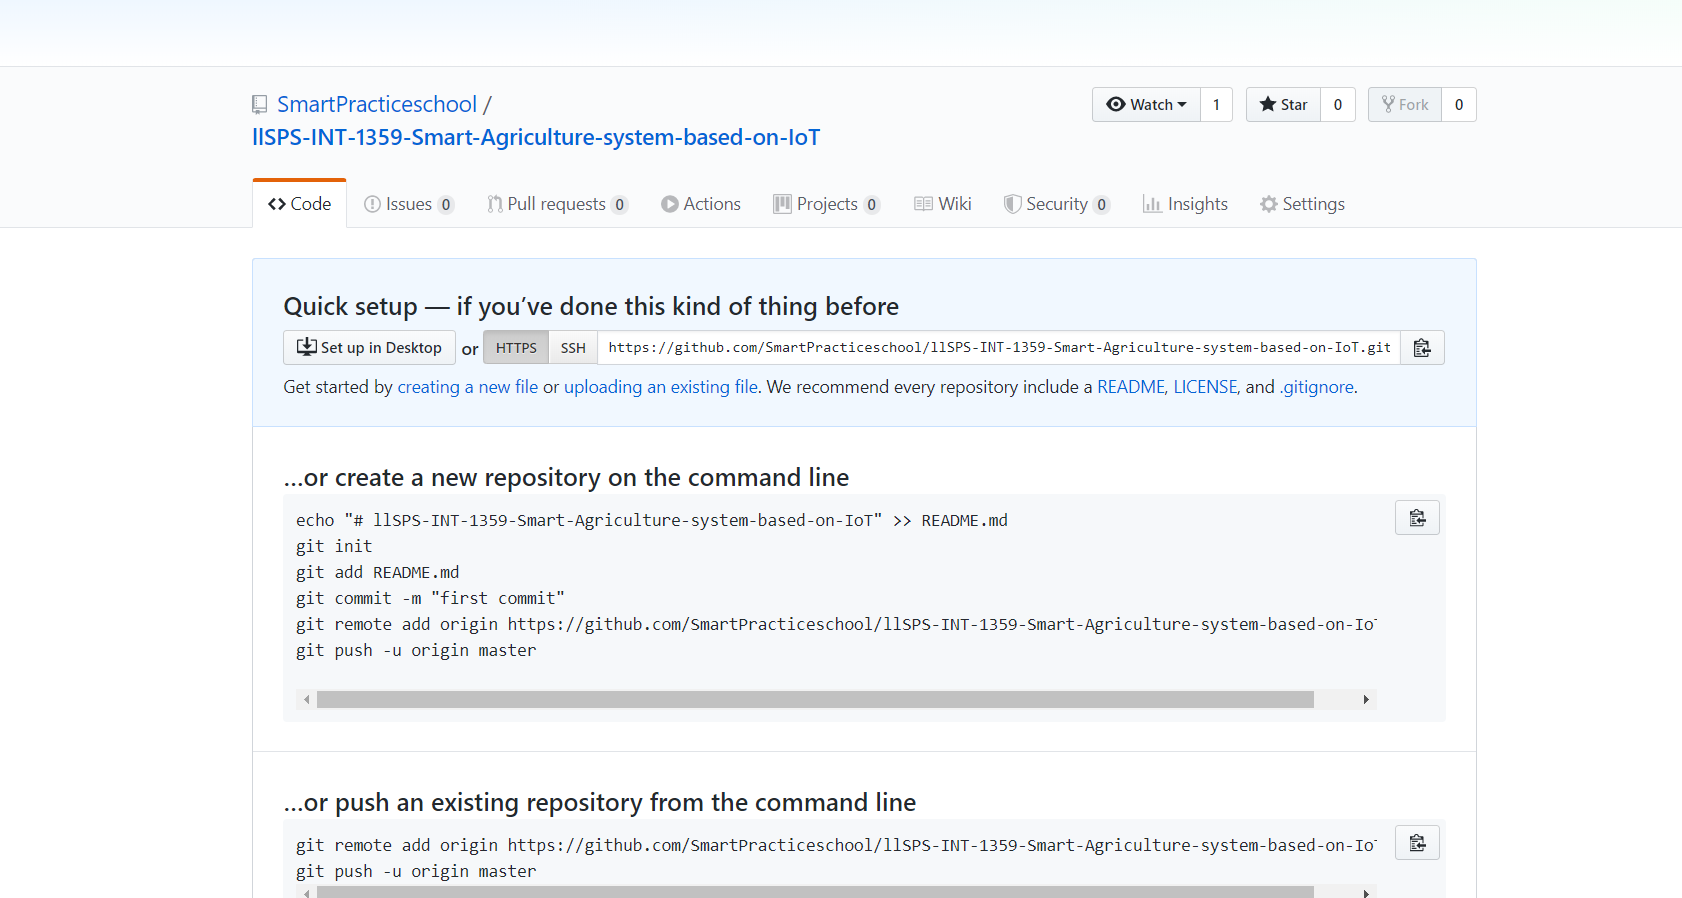 SmartPracticeschool /
llSPS-INT-1359-Smart-Agriculture-system-based-on-IoT
Watch 1 Star 0 Fork 0
Code Issues 0 Pull requests 0 Actions Projects 0 Wiki Security 0 Insights Settings
Quick setup — if you’ve done this kind of thing before
Set up in Desktop or HTTPS SSH https://github.com/SmartPracticeschool/llSPS-INT-1359-Smart-Agriculture-system-based-on-IoT.git
Get started by creating a new file or uploading an existing file. We recommend every repository include a README, LICENSE, and .gitignore.
…or create a new repository on the command line
echo "# llSPS-INT-1359-Smart-Agriculture-system-based-on-IoT" >> README.md
git init
git add README.md
git commit -m "first commit"
git remote add origin https://github.com/SmartPracticeschool/llSPS-INT-1359-Smart-Agriculture-system-based-on-IoT
git push -u origin master
…or push an existing repository from the command line
git remote add origin https://github.com/SmartPracticeschool/llSPS-INT-1359-Smart-Agriculture-system-based-on-IoT
git push -u origin master